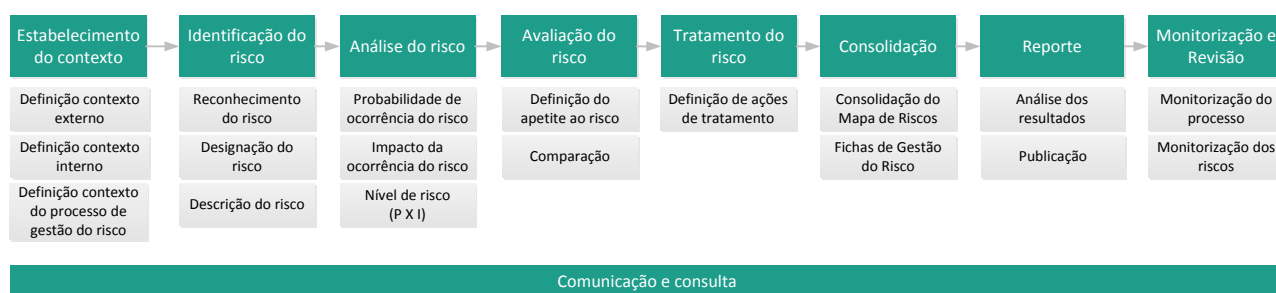 Estabelecimento
do contexto
Identificação do
risco
Análise do risco
Avaliação do
risco
Tratamento do
risco
Consolidação
Reporte
Monitorização e
Revisão
Definição contexto
externo
Reconhecimento
do risco
Probabilidade de
ocorrência do risco
Definição do
apetite ao risco
Definição de ações
de tratamento
Consolidação do
Mapa de Riscos
Análise dos
resultados
Monitorização do
processo
Definição contexto
interno
Designação do
risco
Impacto da
ocorrência do risco
Comparação
Fichas de Gestão
do Risco
Publicação
Monitorização dos
riscos
Definição contexto
do processo de
gestão do risco
Descrição do risco
Nível de risco
(P X I)
Comunicação e consulta